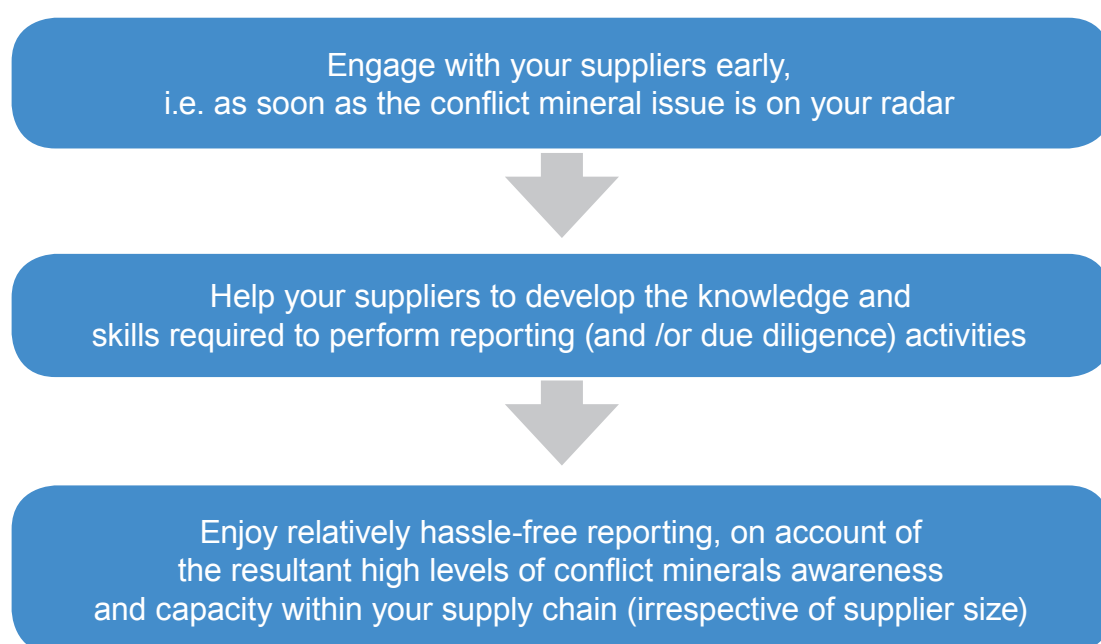 Engage with your suppliers early,
i.e. as soon as the conflict mineral issue is on your radar
Help your suppliers to develop the knowledge and
skills required to perform reporting (and /or due diligence) activities
Enjoy relatively hassle-free reporting, on account of
the resultant high levels of conflict minerals awareness
and capacity within your supply chain (irrespective of supplier size)